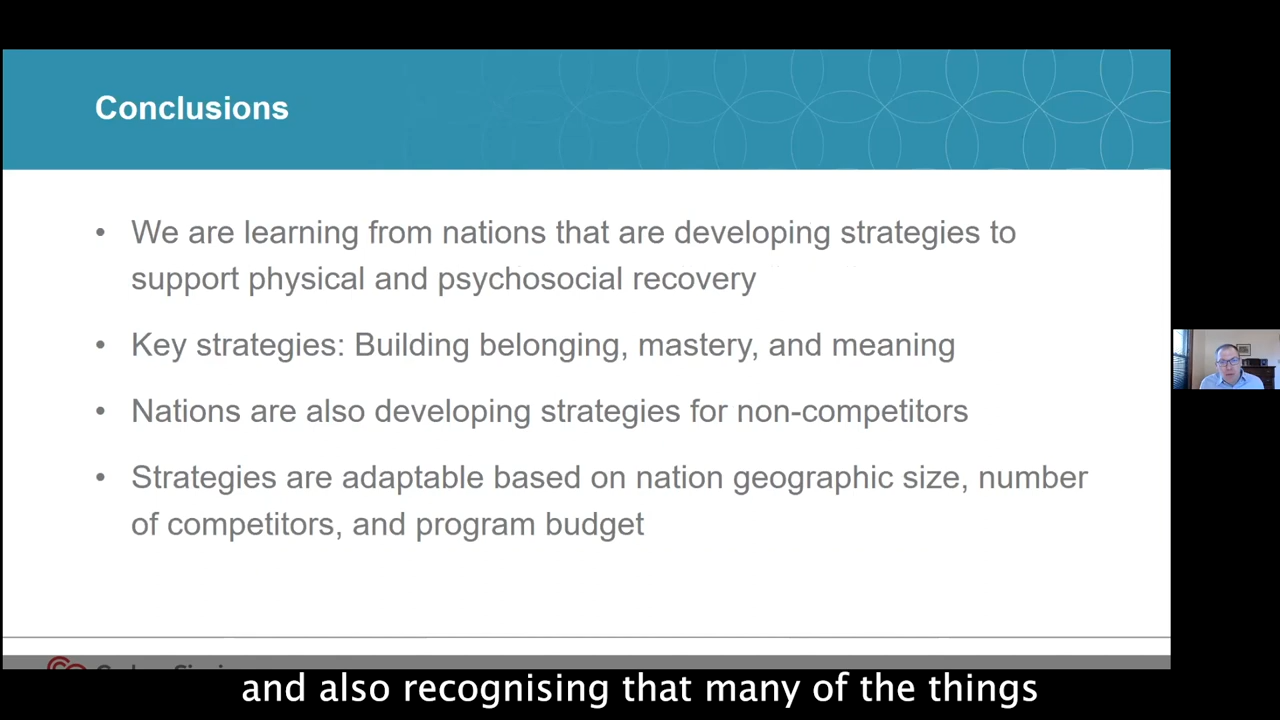 Conclusions
• We are learning from nations that are developing strategies to
support physical and psychosocial recovery
• Key strategies: Building belonging, mastery, and meaning
• Nations are also developing strategies for non-competitors
• Strategies are adaptable based on nation geographic size, number
of competitors, and program budget
and also recognising that many of the things